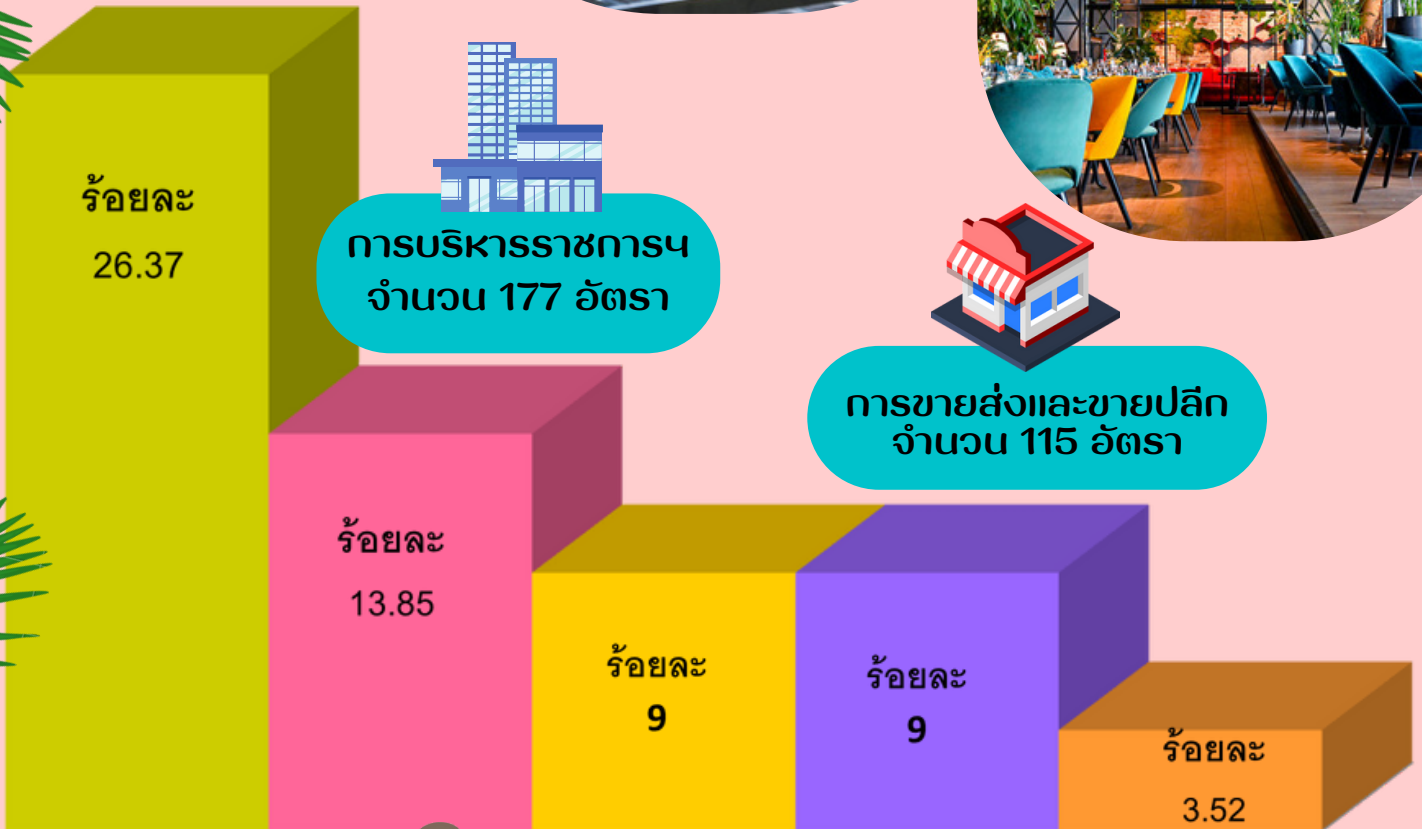 ร้อยละ
26.37
การบริหารราชการฯ
จำนวน 177 อัตรา
การขายส่งและขายปลีก
จำนวน 115 อัตรา
ร้อยละ
13.85
ร้อยละ
9
ร้อยละ
9
ร้อยละ
3.52